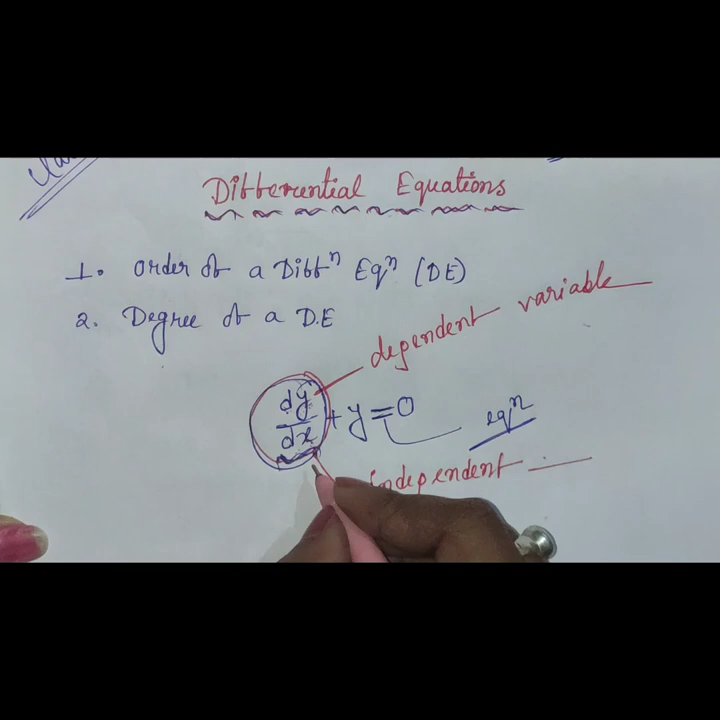 Differential Equations
1. Order of a Diffⁿ Eqⁿ (DE)
2. Degree of a D.E
dependent variable
dy/dx + y = 0
eqⁿ
independent